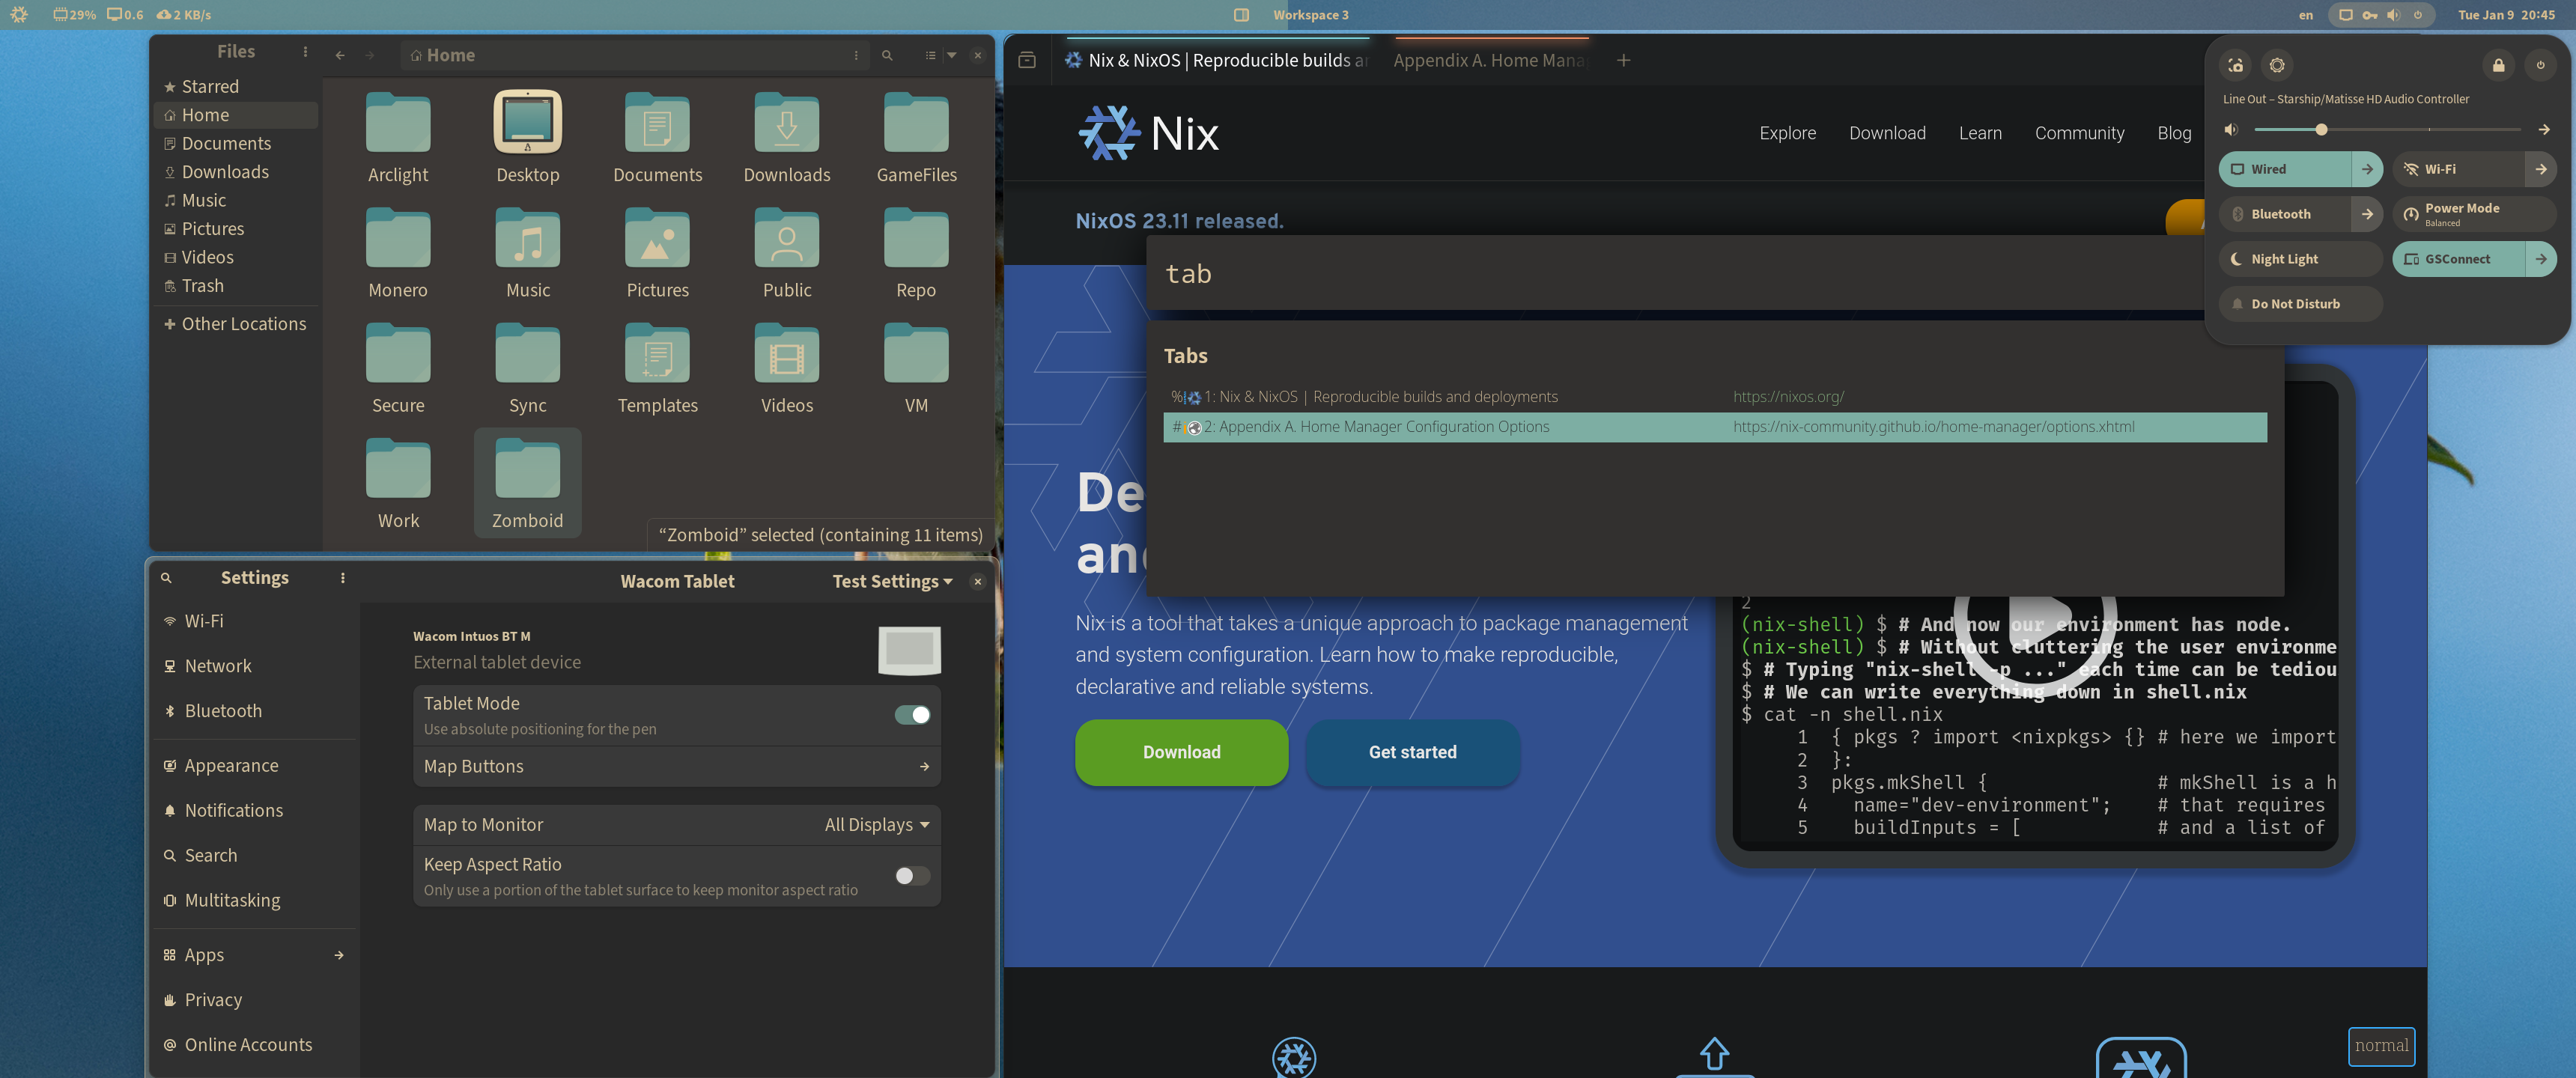 29% 0.6 2 KB/s
Workspace 3
en
Tue Jan 9 20:45
Files
Starred
Home
Documents
Downloads
Music
Pictures
Videos
Trash
Other Locations
Home
Arclight Desktop Documents Downloads GameFiles
Monero Music Pictures Public Repo
Secure Sync Templates Videos VM
Work Zomboid
“Zomboid” selected (containing 11 items)
Settings
Wi-Fi
Network
Bluetooth
Appearance
Notifications
Search
Multitasking
Apps
Privacy
Online Accounts
Wacom Tablet
Test Settings
Wacom Intuos BT M
External tablet device
Tablet Mode
Use absolute positioning for the pen
Map Buttons
Map to Monitor
All Displays
Keep Aspect Ratio
Only use a portion of the tablet surface to keep monitor aspect ratio
Nix & NixOS | Reproducible builds a
Appendix A. Home Mana
Nix
Explore Download Learn Community Blog
NixOS 23.11 released.
tab
Tabs
% 1: Nix & NixOS | Reproducible builds and deployments https://nixos.org/
# 2: Appendix A. Home Manager Configuration Options https://nix-community.github.io/home-manager/options.xhtml
De
and
Nix is a tool that takes a unique approach to package management
and system configuration. Learn how to make reproducible,
declarative and reliable systems.
Download
Get started
2
(nix-shell) $ # And now our environment has node.
(nix-shell) $ # Without cluttering the user environme
$ # Typing "nix-shell -p ..." each time can be tediou
$ # We can write everything down in shell.nix
$ cat -n shell.nix
1 { pkgs ? import <nixpkgs> {} # here we import
2 }:
3 pkgs.mkShell { # mkShell is a h
4 name="dev-environment"; # that requires
5 buildInputs = [ # and a list of
normal
Line Out – Starship/Matisse HD Audio Controller
Wired
Wi-Fi
Bluetooth
Power Mode
Balanced
Night Light
GSConnect
Do Not Disturb